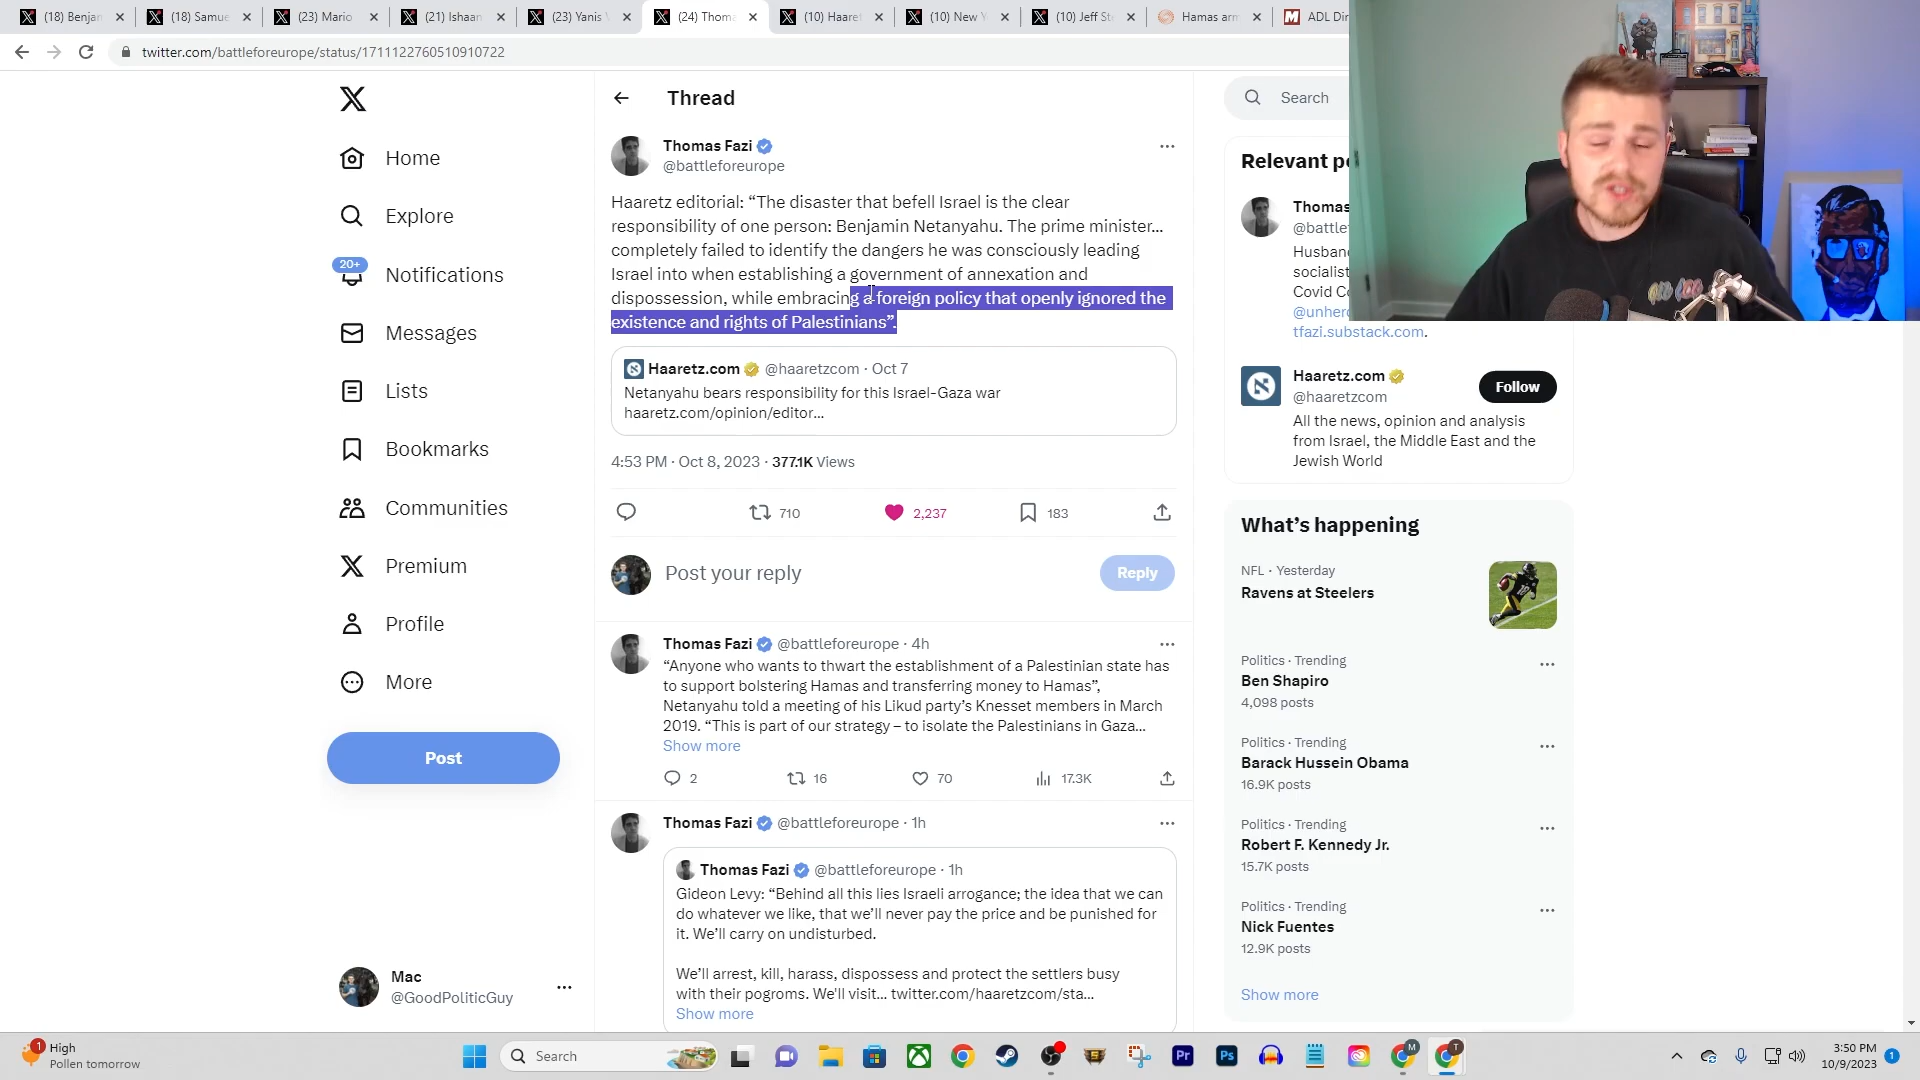 (18) Benjan
(18) Samue
(23) Mario
(21) Ishaan
(23) Yanis V
(24) Thoma
(10) Haaret
(10) New Y
(10) Jeff St
Hamas arm
ADL Dir
twitter.com/battleforeurope/status/1711122760510910722
Home
Explore
20+
Notifications
Messages
Lists
Bookmarks
Communities
Premium
Profile
More
Post
Mac
@GoodPoliticGuy
Thread
Thomas Fazi
@battleforeurope
Haaretz editorial: “The disaster that befell Israel is the clear
responsibility of one person: Benjamin Netanyahu. The prime minister...
completely failed to identify the dangers he was consciously leading
Israel into when establishing a government of annexation and
dispossession, while embracing a foreign policy that openly ignored the
existence and rights of Palestinians”.
Haaretz.com @haaretzcom · Oct 7
Netanyahu bears responsibility for this Israel-Gaza war
haaretz.com/opinion/editor...
4:53 PM · Oct 8, 2023 · 377.1K Views
710 2,237 183
Post your reply
Reply
Thomas Fazi @battleforeurope · 4h
“Anyone who wants to thwart the establishment of a Palestinian state has
to support bolstering Hamas and transferring money to Hamas”,
Netanyahu told a meeting of his Likud party’s Knesset members in March
2019. “This is part of our strategy – to isolate the Palestinians in Gaza...
Show more
2 16 70 17.3K
Thomas Fazi @battleforeurope · 1h
Thomas Fazi @battleforeurope · 1h
Gideon Levy: “Behind all this lies Israeli arrogance; the idea that we can
do whatever we like, that we’ll never pay the price and be punished for
it. We’ll carry on undisturbed.
We’ll arrest, kill, harass, dispossess and protect the settlers busy
with their pogroms. We'll visit... twitter.com/haaretzcom/sta...
Show more
Search
Relevant pe
Thomas
@battle
Husban
socialist
Covid Co
@unher
tfazi.substack.com.
Haaretz.com
@haaretzcom
Follow
All the news, opinion and analysis
from Israel, the Middle East and the
Jewish World
What’s happening
NFL · Yesterday
Ravens at Steelers
Politics · Trending
Ben Shapiro
4,098 posts
Politics · Trending
Barack Hussein Obama
16.9K posts
Politics · Trending
Robert F. Kennedy Jr.
15.7K posts
Politics · Trending
Nick Fuentes
12.9K posts
Show more
1
High
Pollen tomorrow
Search
Pr
Ps
M
T
3:50 PM
10/9/2023
1